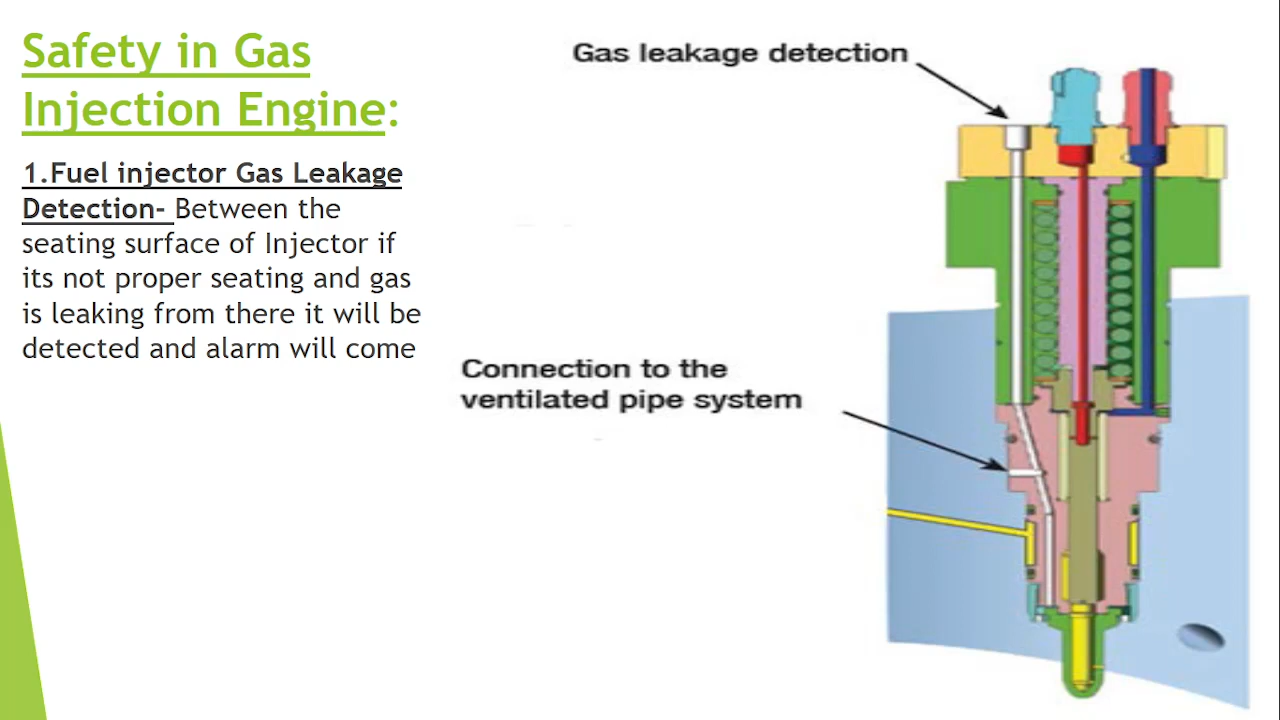 Safety in Gas
Injection Engine:
1.Fuel injector Gas Leakage
Detection- Between the
seating surface of Injector if
its not proper seating and gas
is leaking from there it will be
detected and alarm will come
Gas leakage detection
Connection to the
ventilated pipe system